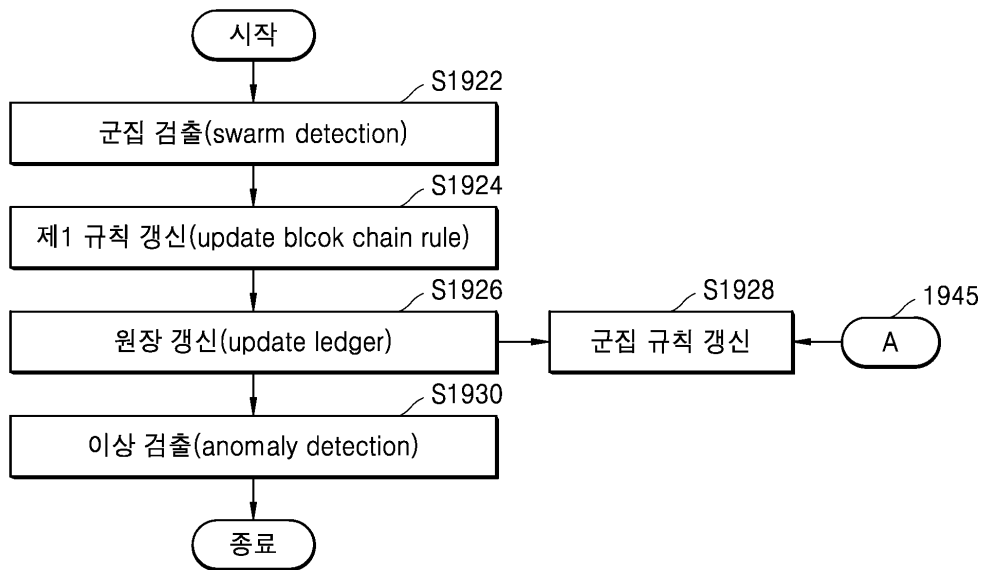 시작
S1922
군집 검출(swarm detection)
S1924
제1 규칙 갱신(update blcok chain rule)
S1926
원장 갱신(update ledger)
S1928
군집 규칙 갱신
1945
A
S1930
이상 검출(anomaly detection)
종료